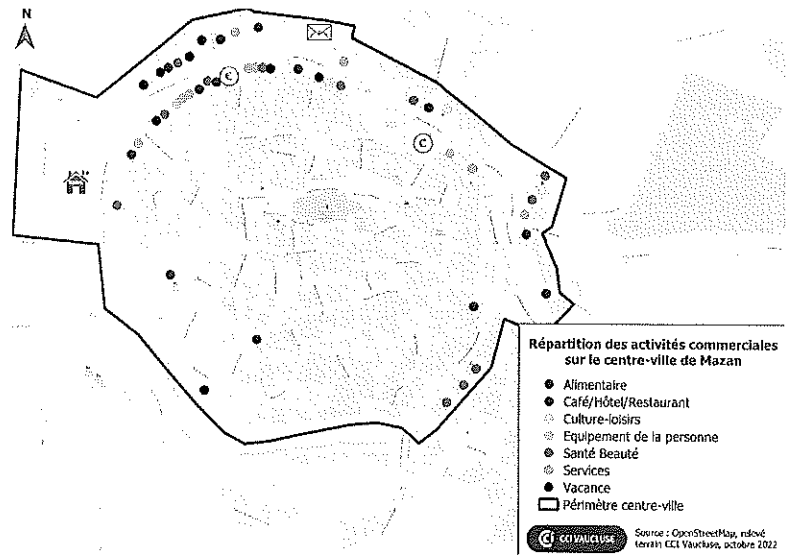 N
€
C
Répartition des activités commerciales
sur le centre-ville de Mazan
Alimentaire
Café/Hôtel/Restaurant
Culture-loisirs
Equipement de la personne
Santé Beauté
Services
Vacance
Périmètre centre-ville
CCI VAUCLUSE
Source : OpenStreetMap, relevé
terrain CCI Vaucluse, octobre 2022